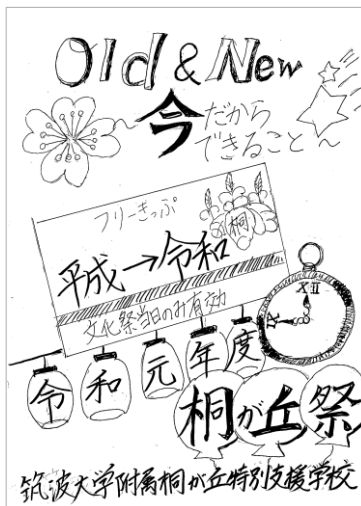 Old & New
～今だから
できること～
フリーきっぷ
桐
平成→令和
文化祭当日のみ有効
XII
IX
令和元年度
桐が丘祭
筑波大学附属桐が丘特別支援学校